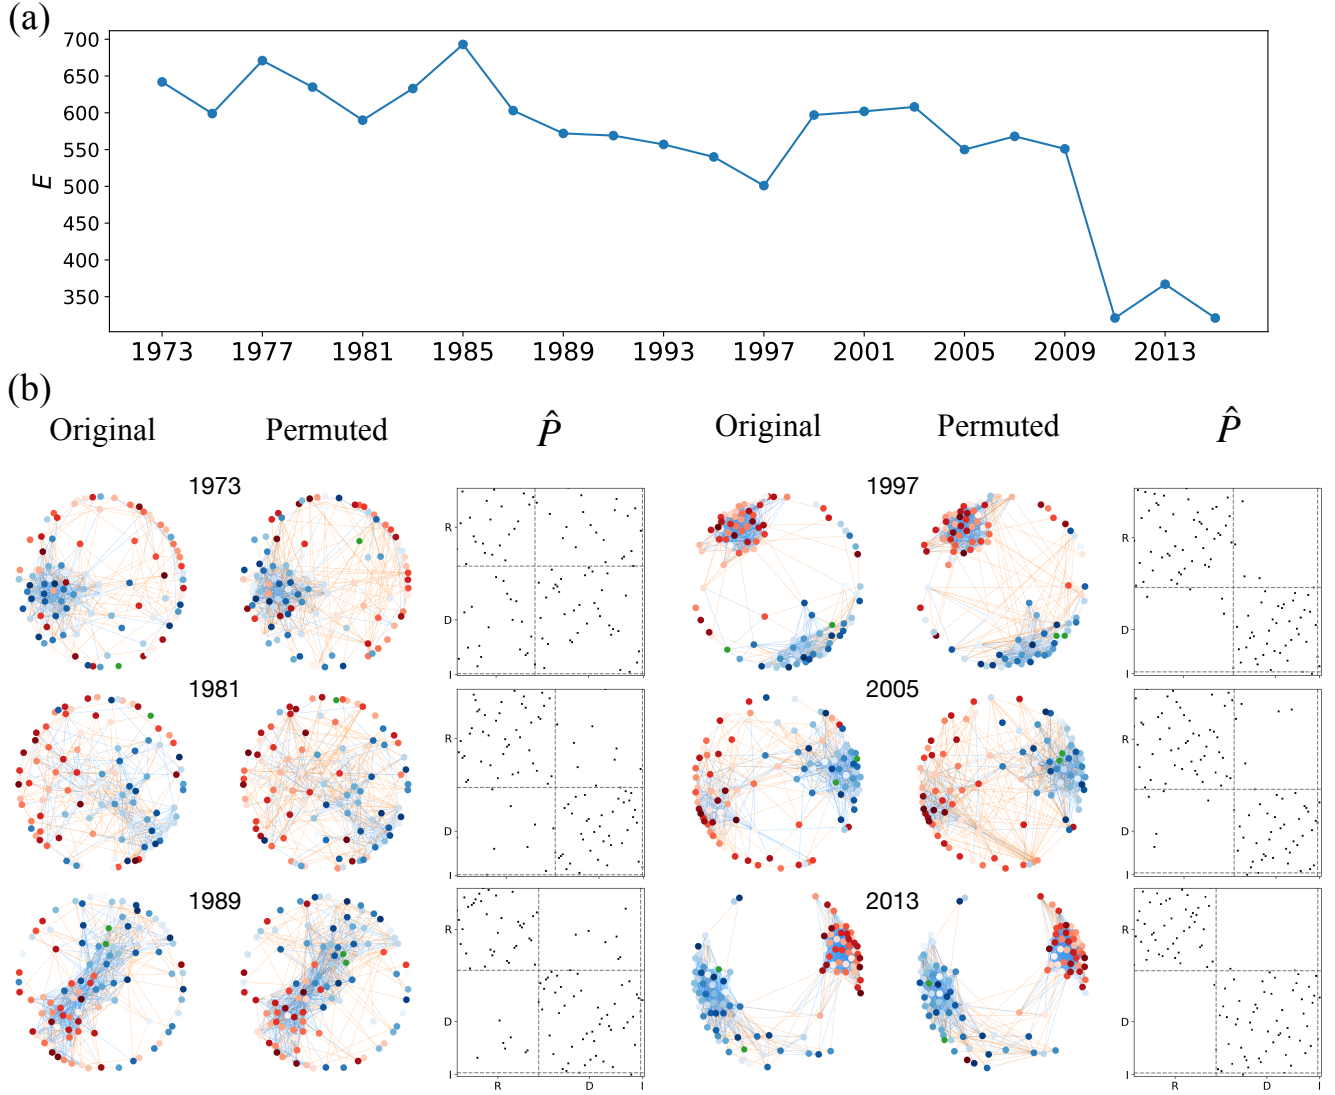 (a)
700
650
600
550
500
450
400
350
E
1973 1977 1981 1985 1989 1993 1997 2001 2005 2009 2013
(b)
Original Permuted P̂ Original Permuted P̂
1973 1997
R R
D D
I I
1981 2005
R R
D D
I I
1989 2013
R R
D D
I I
R D I R D I